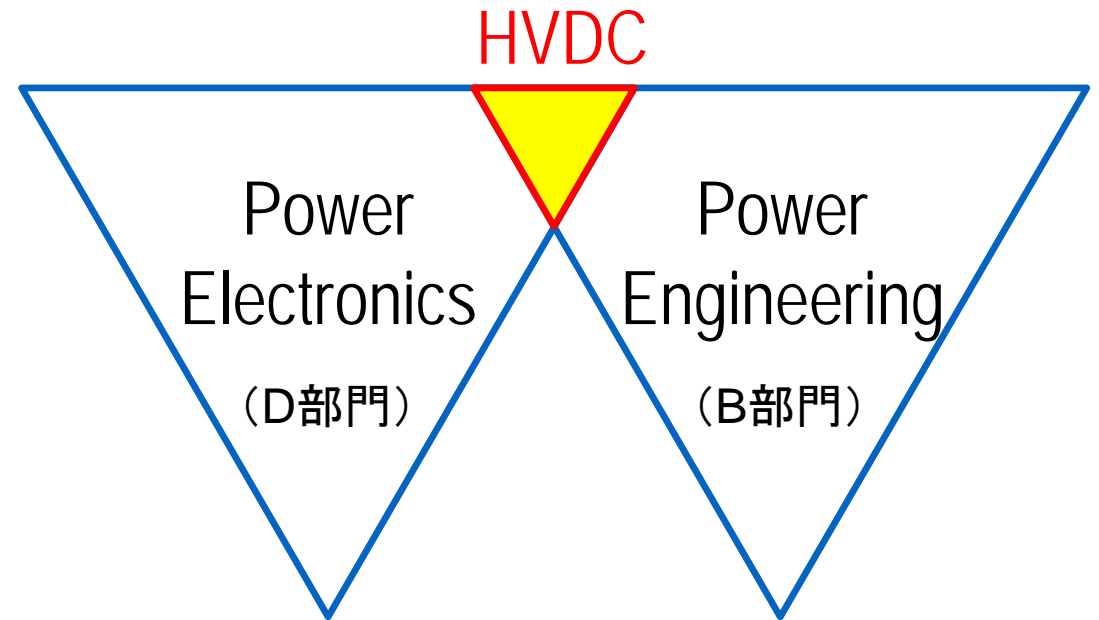 HVDC
Power
Electronics
（D部門）
Power
Engineering
（B部門）